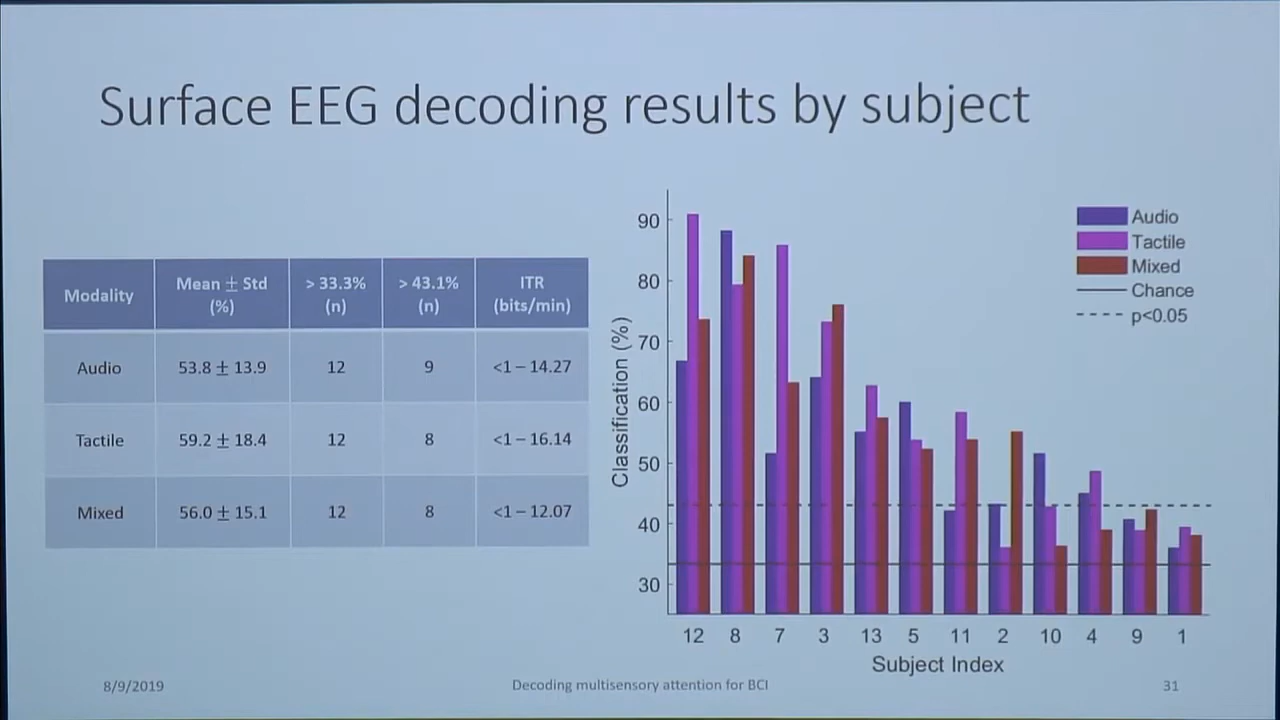 Surface EEG decoding results by subject
Modality Mean ± Std (%) > 33.3% (n) > 43.1% (n) ITR (bits/min)
Audio 53.8 ± 13.9 12 9 <1 – 14.27
Tactile 59.2 ± 18.4 12 8 <1 – 16.14
Mixed 56.0 ± 15.1 12 8 <1 – 12.07
Classification (%)
90
80
70
60
50
40
30
Audio
Tactile
Mixed
Chance
p<0.05
12 8 7 3 13 5 11 2 10 4 9 1
Subject Index
8/9/2019 Decoding multisensory attention for BCI 31